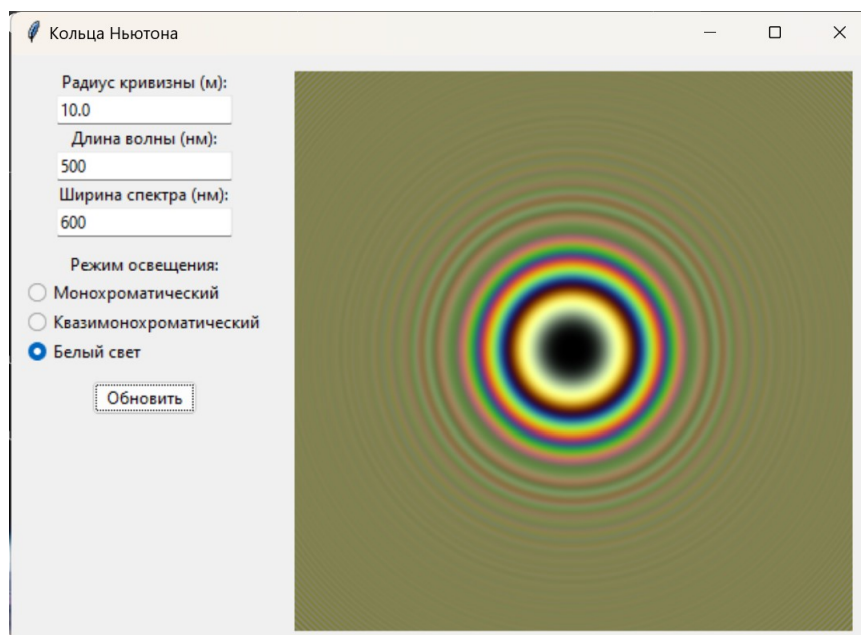 Кольца Ньютона
Радиус кривизны (м):
10.0
Длина волны (нм):
500
Ширина спектра (нм):
600
Режим освещения:
Монохроматический
Квазимонохроматический
Белый свет
Обновить